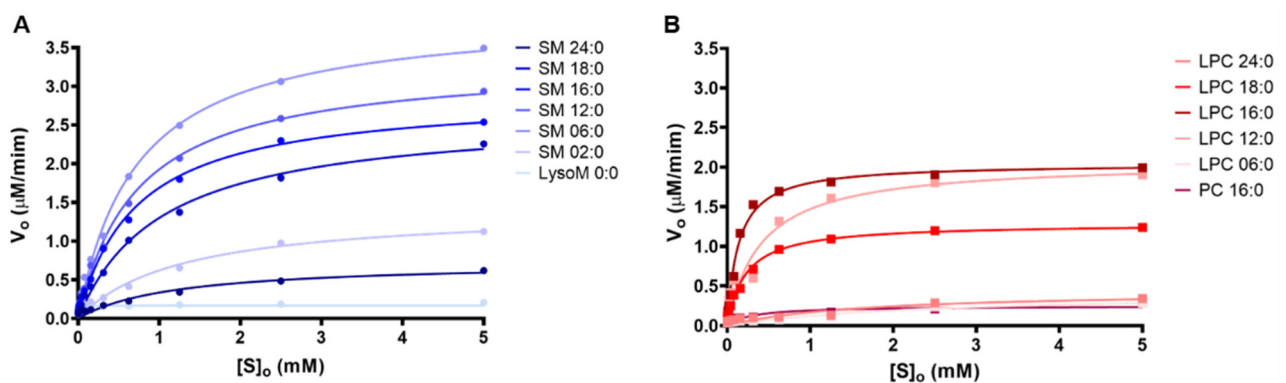 A
V₀ (µM/mim)
3.5
3.0
2.5
2.0
1.5
1.0
0.5
0.0
0 1 2 3 4 5
[S]₀ (mM)
SM 24:0
SM 18:0
SM 16:0
SM 12:0
SM 06:0
SM 02:0
LysoM 0:0
B
V₀ (µM/mim)
3.5
3.0
2.5
2.0
1.5
1.0
0.5
0.0
0 1 2 3 4 5
[S]₀ (mM)
LPC 24:0
LPC 18:0
LPC 16:0
LPC 12:0
LPC 06:0
PC 16:0